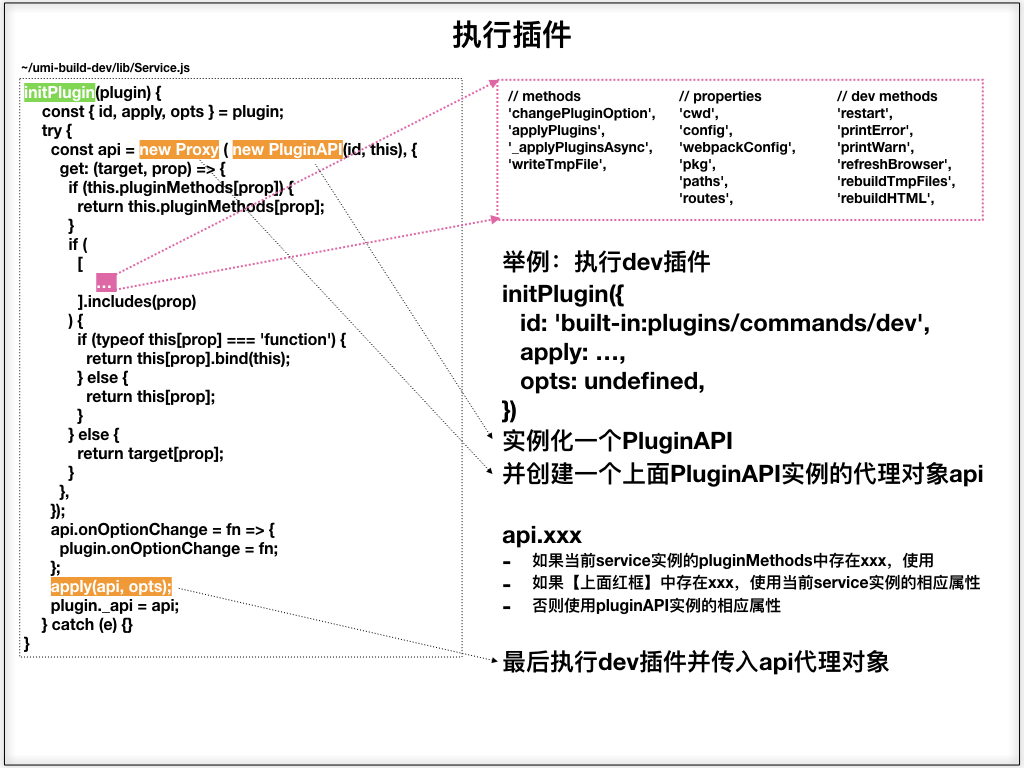 执行插件
~/umi-build-dev/lib/Service.js
initPlugin(plugin) {
const { id, apply, opts } = plugin;
try {
const api = new Proxy ( new PluginAPI(id, this), {
get: (target, prop) => {
if (this.pluginMethods[prop]) {
return this.pluginMethods[prop];
}
if (
[
...
].includes(prop)
) {
if (typeof this[prop] === 'function') {
return this[prop].bind(this);
} else {
return this[prop];
}
} else {
return target[prop];
}
},
});
api.onOptionChange = fn => {
plugin.onOptionChange = fn;
};
apply(api, opts);
plugin._api = api;
} catch (e) {}
}
// methods
'changePluginOption',
'applyPlugins',
'_applyPluginsAsync',
'writeTmpFile',
// properties
'cwd',
'config',
'webpackConfig',
'pkg',
'paths',
'routes',
// dev methods
'restart',
'printError',
'printWarn',
'refreshBrowser',
'rebuildTmpFiles',
'rebuildHTML',
举例：执行dev插件
initPlugin({
id: 'built-in:plugins/commands/dev',
apply: …,
opts: undefined,
})
实例化一个PluginAPI
并创建一个上面PluginAPI实例的代理对象api
api.xxx
- 如果当前service实例的pluginMethods中存在xxx，使用
- 如果【上面红框】中存在xxx，使用当前service实例的相应属性
- 否则使用pluginAPI实例的相应属性
最后执行dev插件并传入api代理对象